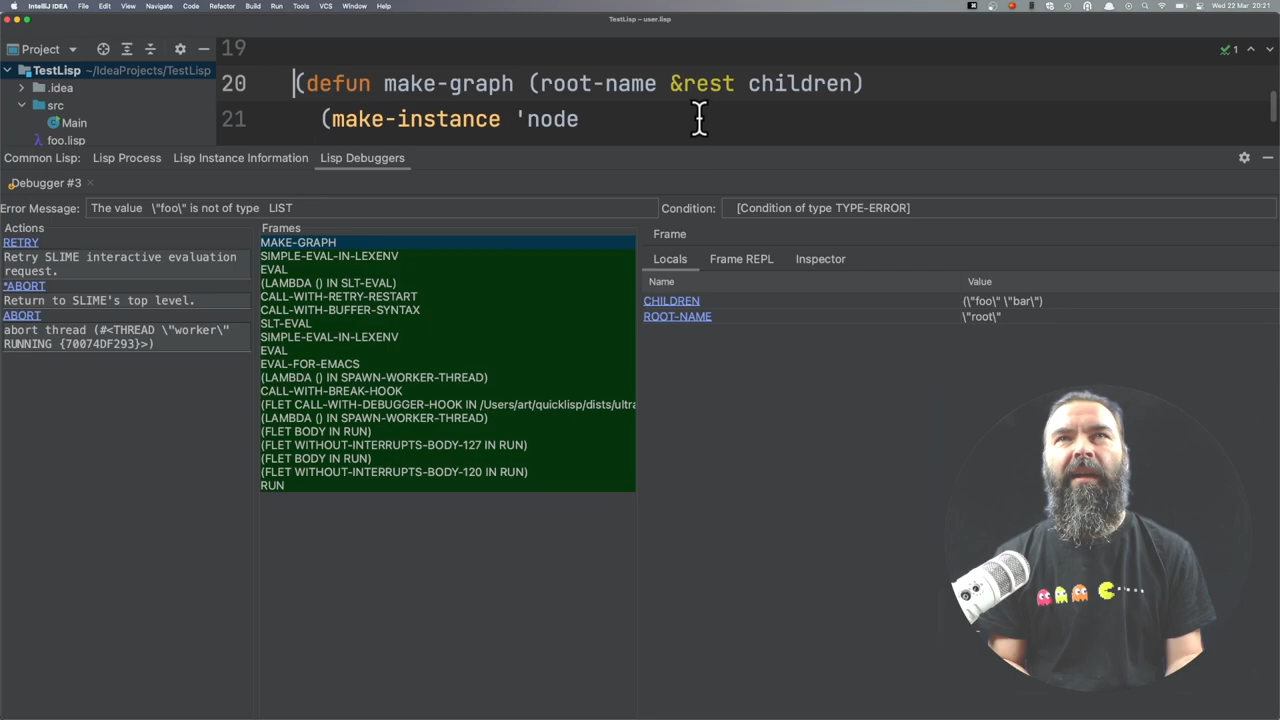 IntelliJ IDEA File Edit View Navigate Code Refactor Build Run Tools VCS Window Help Wed 22 Mar 20:21
TestLisp – user.lisp
Project
19
1
TestLisp ~/IdeaProjects/TestLisp
20 (defun make-graph (root-name &rest children)
.idea
src
21 (make-instance 'node
Main
foo.lisp
Common Lisp: Lisp Process Lisp Instance Information Lisp Debuggers
Debugger #3
Error Message: The value \"foo\" is not of type LIST Condition: [Condition of type TYPE-ERROR]
Actions
RETRY
Retry SLIME interactive evaluation
request.
*ABORT
Return to SLIME's top level.
ABORT
abort thread (#<THREAD \"worker\"
RUNNING {70074DF293}>)
Frames
MAKE-GRAPH
SIMPLE-EVAL-IN-LEXENV
EVAL
(LAMBDA () IN SLT-EVAL)
CALL-WITH-RETRY-RESTART
CALL-WITH-BUFFER-SYNTAX
SLT-EVAL
SIMPLE-EVAL-IN-LEXENV
EVAL
EVAL-FOR-EMACS
(LAMBDA () IN SPAWN-WORKER-THREAD)
CALL-WITH-BREAK-HOOK
(FLET CALL-WITH-DEBUGGER-HOOK IN /Users/art/quicklisp/dists/ultra
(LAMBDA () IN SPAWN-WORKER-THREAD)
(FLET BODY IN RUN)
(FLET WITHOUT-INTERRUPTS-BODY-127 IN RUN)
(FLET BODY IN RUN)
(FLET WITHOUT-INTERRUPTS-BODY-120 IN RUN)
RUN
Frame
Locals Frame REPL Inspector
Name Value
CHILDREN (\"foo\" \"bar\")
ROOT-NAME \"root\"